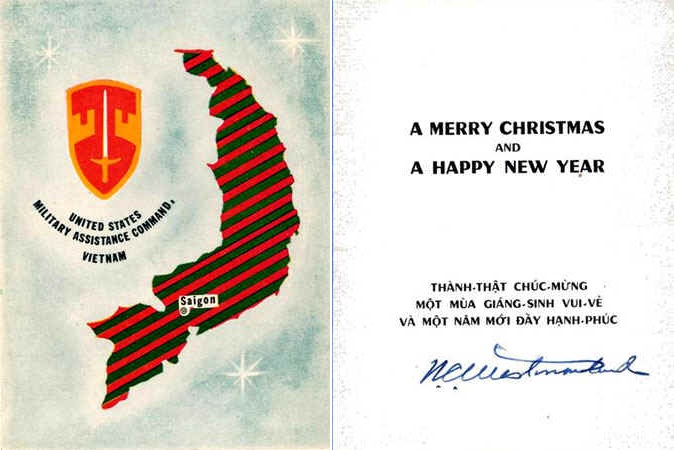 UNITED STATES
MILITARY ASSISTANCE COMMAND,
VIETNAM
Saigon
A MERRY CHRISTMAS
AND
A HAPPY NEW YEAR
THÀNH-THẬT CHÚC-MỪNG
MỘT MÙA GIÁNG-SINH VUI-VẺ
VÀ MỘT NĂM MỚI ĐẦY HẠNH-PHÚC
W.C. Westmoreland